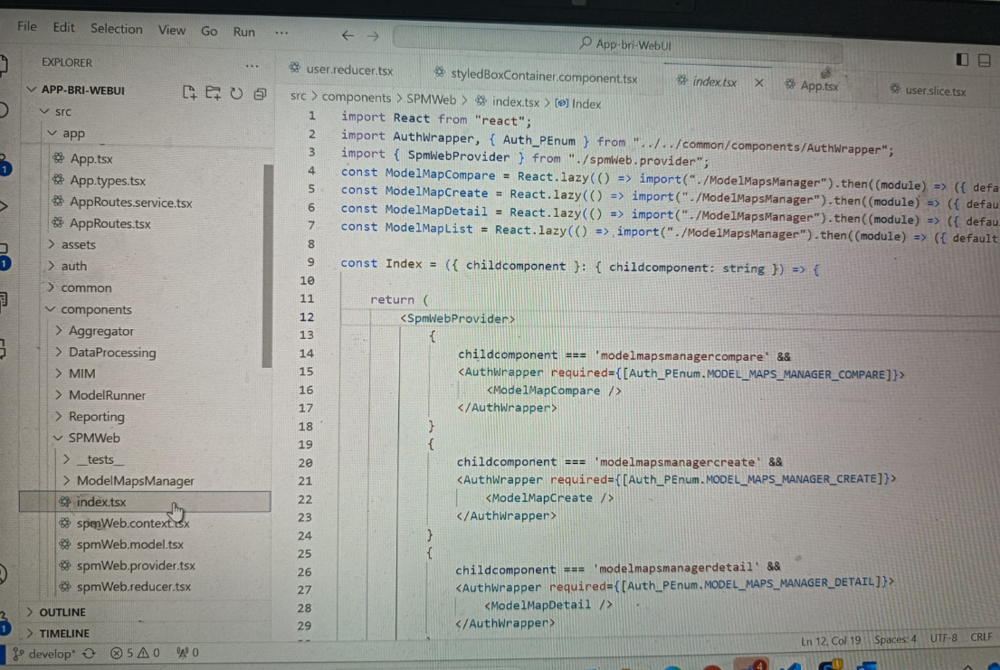 File Edit Selection View Go Run ...
App-bri-WebUI
EXPLORER ...
APP-BRI-WEBUI
src
app
App.tsx
App.types.tsx
AppRoutes.service.tsx
AppRoutes.tsx
assets
auth
common
components
Aggregator
DataProcessing
MIM
ModelRunner
Reporting
SPMWeb
__tests__
ModelMapsManager
index.tsx
spmWeb.context.tsx
spmWeb.model.tsx
spmWeb.provider.tsx
spmWeb.reducer.tsx
OUTLINE
TIMELINE
user.reducer.tsx styledBoxContainer.component.tsx index.tsx App.tsx user.slice.tsx
src > components > SPMWeb > index.tsx > Index
1 import React from "react";
2 import AuthWrapper, { Auth_PEnum } from "../../common/components/AuthWrapper";
3 import { SpmWebProvider } from "./spmWeb.provider";
4 const ModelMapCompare = React.lazy(() => import("./ModelMapsManager").then((module) => ({ defa
5 const ModelMapCreate = React.lazy(() => import("./ModelMapsManager").then((module) => ({ defau
6 const ModelMapDetail = React.lazy(() => import("./ModelMapsManager").then((module) => ({ defau
7 const ModelMapList = React.lazy(() => import("./ModelMapsManager").then((module) => ({ default
8
9 const Index = ({ childcomponent }: { childcomponent: string }) => {
10
11 return (
12 <SpmWebProvider>
13 {
14 childcomponent === 'modelmapsmanagercompare' &&
15 <AuthWrapper required={[Auth_PEnum.MODEL_MAPS_MANAGER_COMPARE]}>
16 <ModelMapCompare />
17 </AuthWrapper>
18 }
19 {
20 childcomponent === 'modelmapsmanagercreate' &&
21 <AuthWrapper required={[Auth_PEnum.MODEL_MAPS_MANAGER_CREATE]}>
22 <ModelMapCreate />
23 </AuthWrapper>
24 }
25 {
26 childcomponent === 'modelmapsmanagerdetail' &&
27 <AuthWrapper required={[Auth_PEnum.MODEL_MAPS_MANAGER_DETAIL]}>
28 <ModelMapDetail />
29 </AuthWrapper>
develop* 5 0 0
Ln 12, Col 19 Spaces: 4 UTF-8 CRLF
4